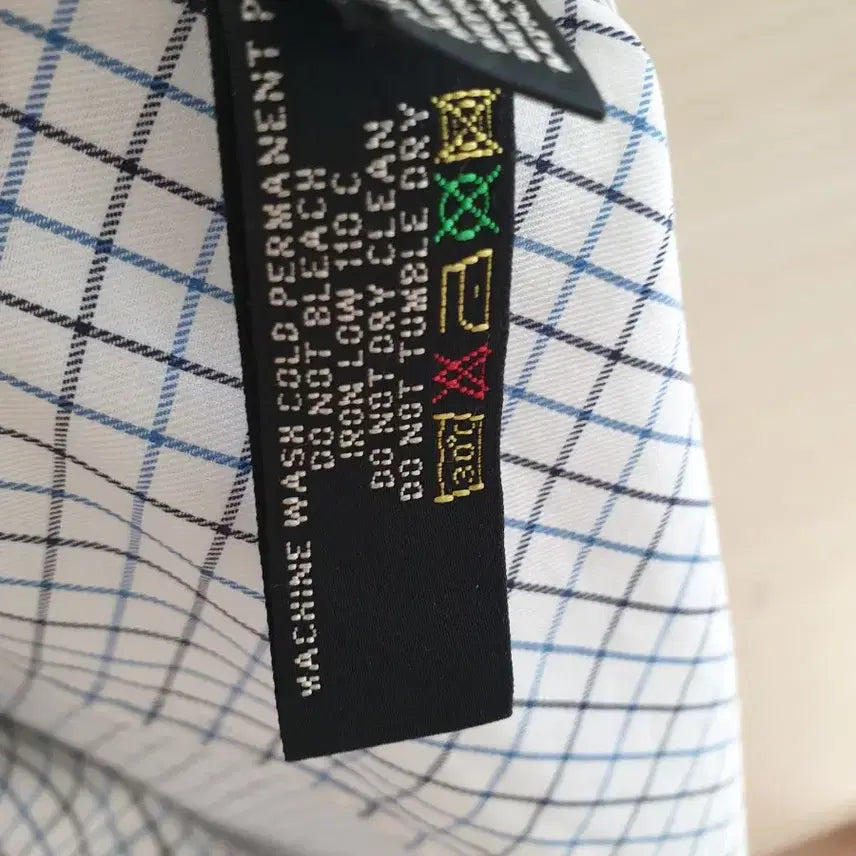 MACHINE WASH COLD PERMANENT P
DO NOT BLEACH
IRON LOW 110 C
DO NOT DRY CLEAN
DO NOT TUMBLE DRY
30°C